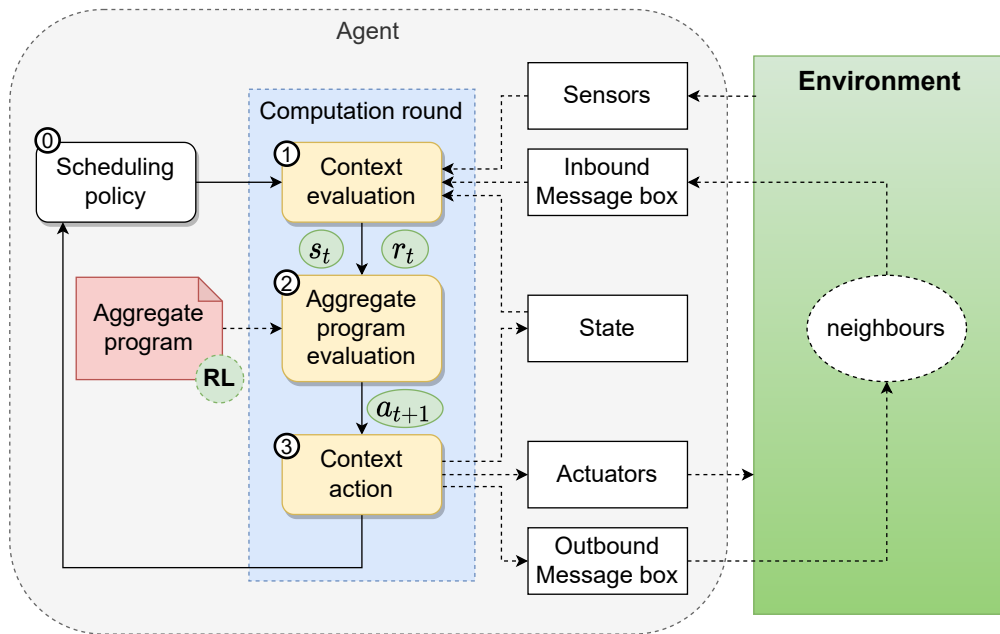 Agent
Environment
Computation round
Sensors
0
Scheduling
policy
1
Context
evaluation
Inbound
Message box
s_t
r_t
2
Aggregate
program
evaluation
Aggregate
program
RL
State
neighbours
a_{t+1}
3
Context
action
Actuators
Outbound
Message box